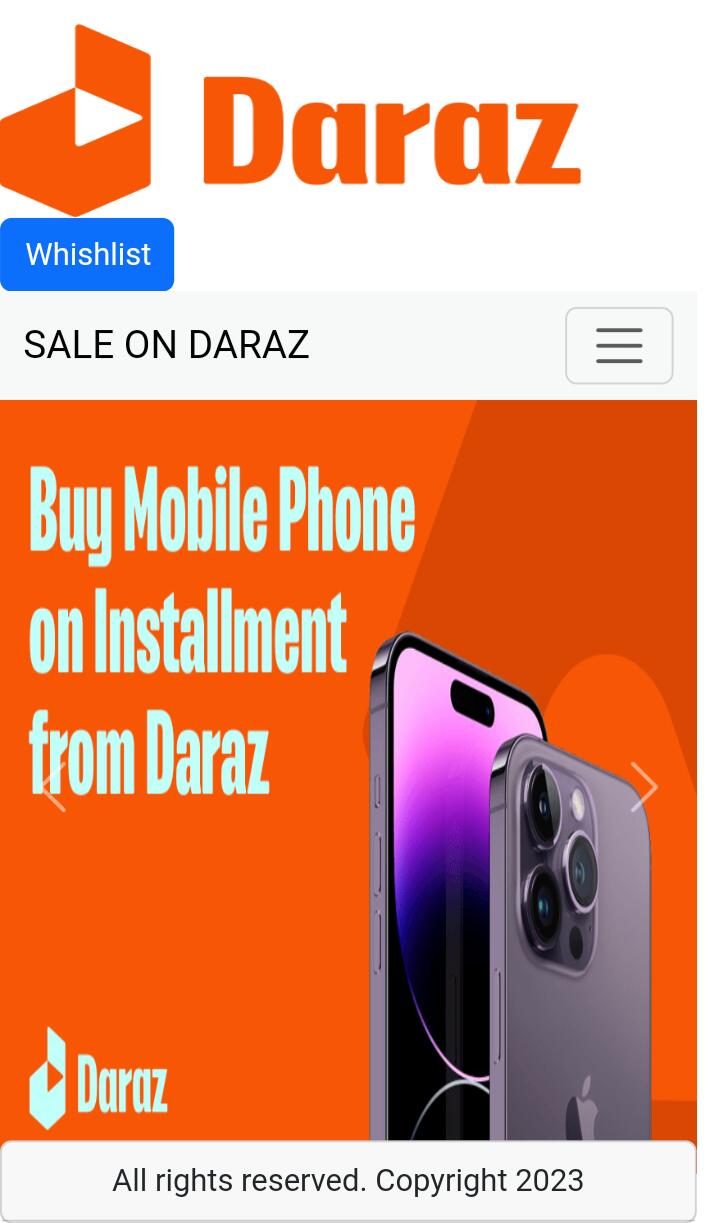 Daraz
Whishlist
SALE ON DARAZ
Buy Mobile Phone
on Installment
from Daraz
Daraz
All rights reserved. Copyright 2023